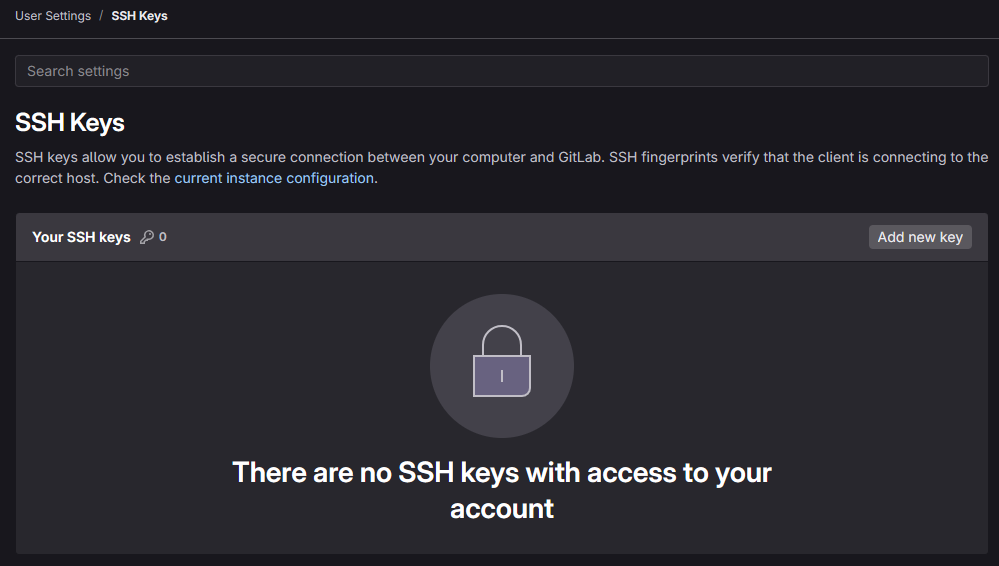 User Settings / SSH Keys
Search settings
SSH Keys
SSH keys allow you to establish a secure connection between your computer and GitLab. SSH fingerprints verify that the client is connecting to the
correct host. Check the current instance configuration.
Your SSH keys 0 Add new key
There are no SSH keys with access to your
account